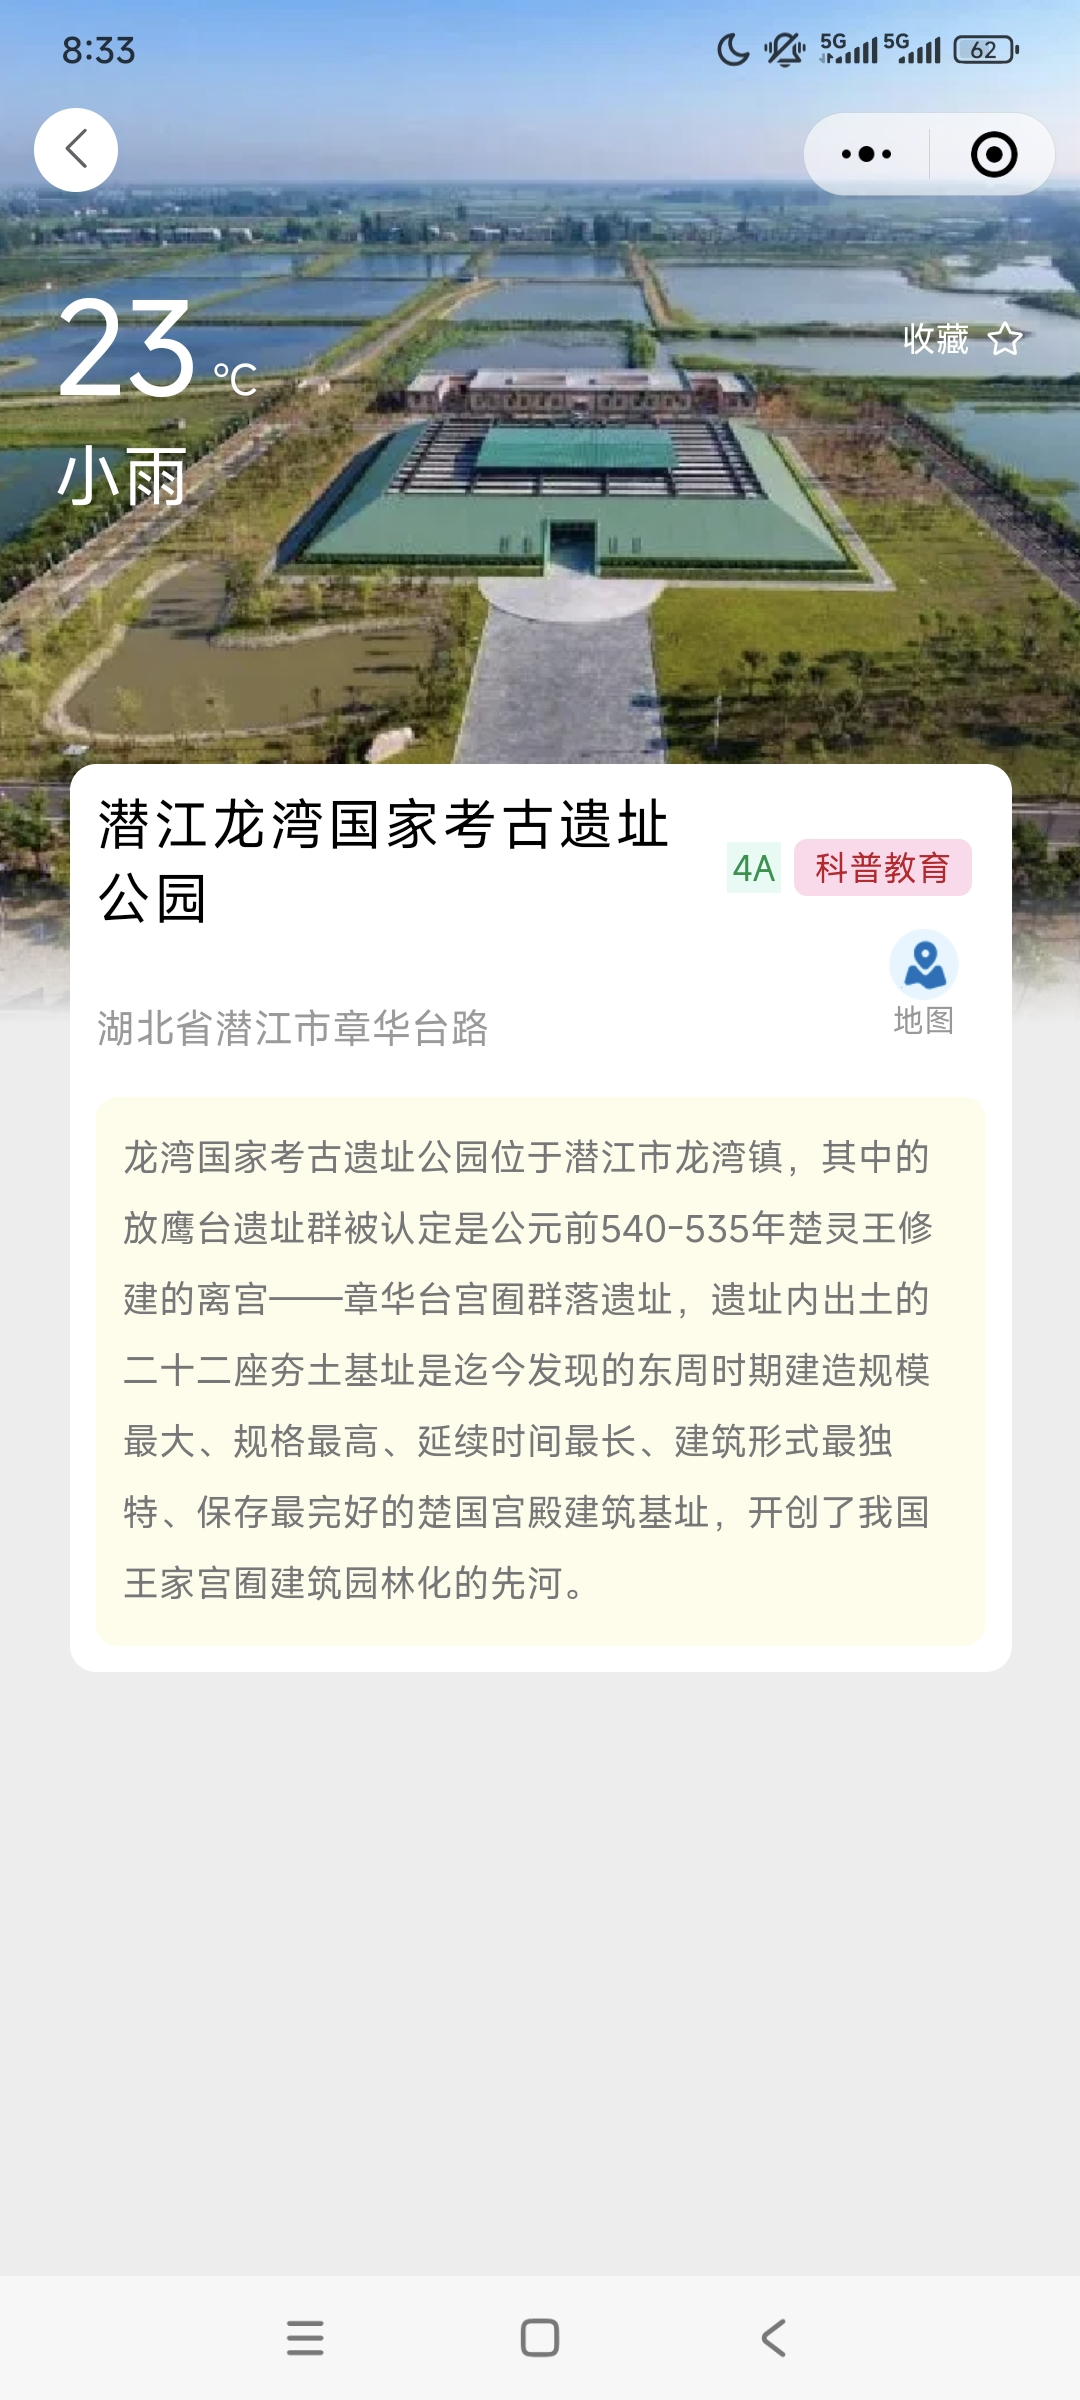 8:33
5G 5G 62
23 ℃
收藏
小雨
潜江龙湾国家考古遗址
公园
4A 科普教育
湖北省潜江市章华台路
地图
龙湾国家考古遗址公园位于潜江市龙湾镇，其中的
放鹰台遗址群被认定是公元前540-535年楚灵王修
建的离宫——章华台宫囿群落遗址，遗址内出土的
二十二座夯土基址是迄今发现的东周时期建造规模
最大、规格最高、延续时间最长、建筑形式最独
特、保存最完好的楚国宫殿建筑基址，开创了我国
王家宫囿建筑园林化的先河。